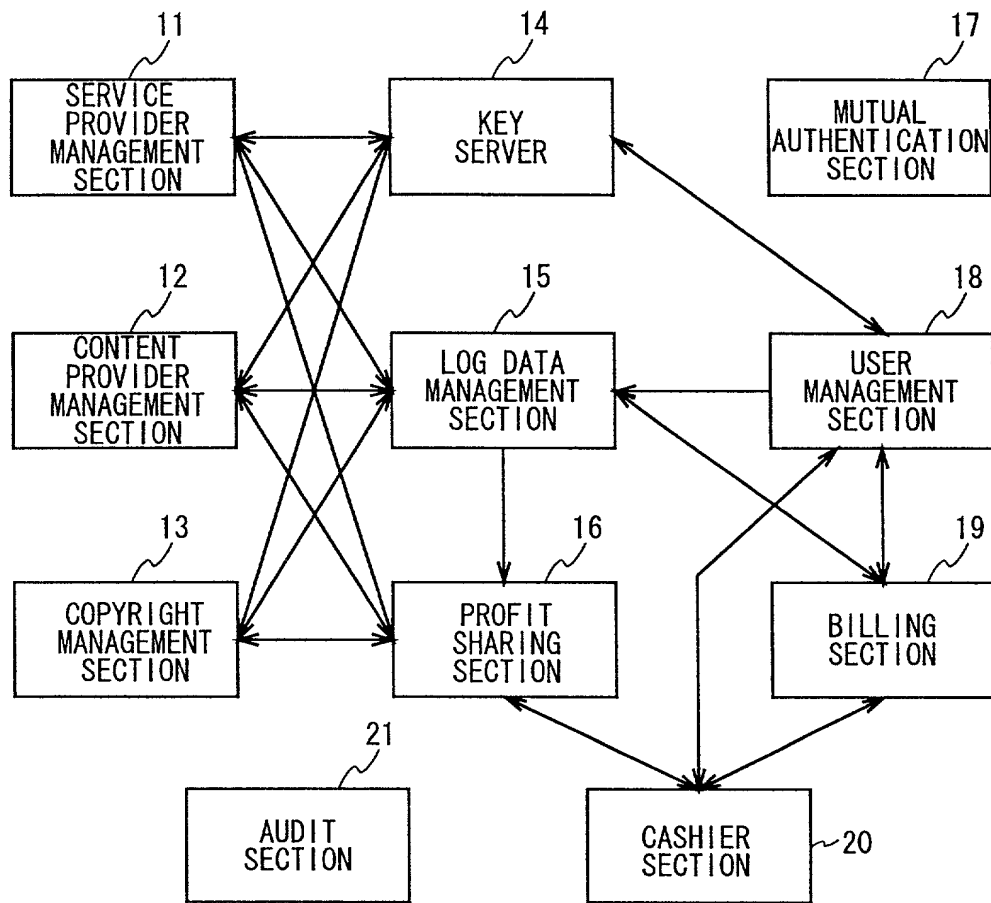 11
SERVICE
PROVIDER
MANAGEMENT
SECTION
14
KEY
SERVER
17
MUTUAL
AUTHENTICATION
SECTION
12
CONTENT
PROVIDER
MANAGEMENT
SECTION
15
LOG DATA
MANAGEMENT
SECTION
18
USER
MANAGEMENT
SECTION
13
COPYRIGHT
MANAGEMENT
SECTION
16
PROFIT
SHARING
SECTION
19
BILLING
SECTION
21
AUDIT
SECTION
CASHIER
SECTION
20